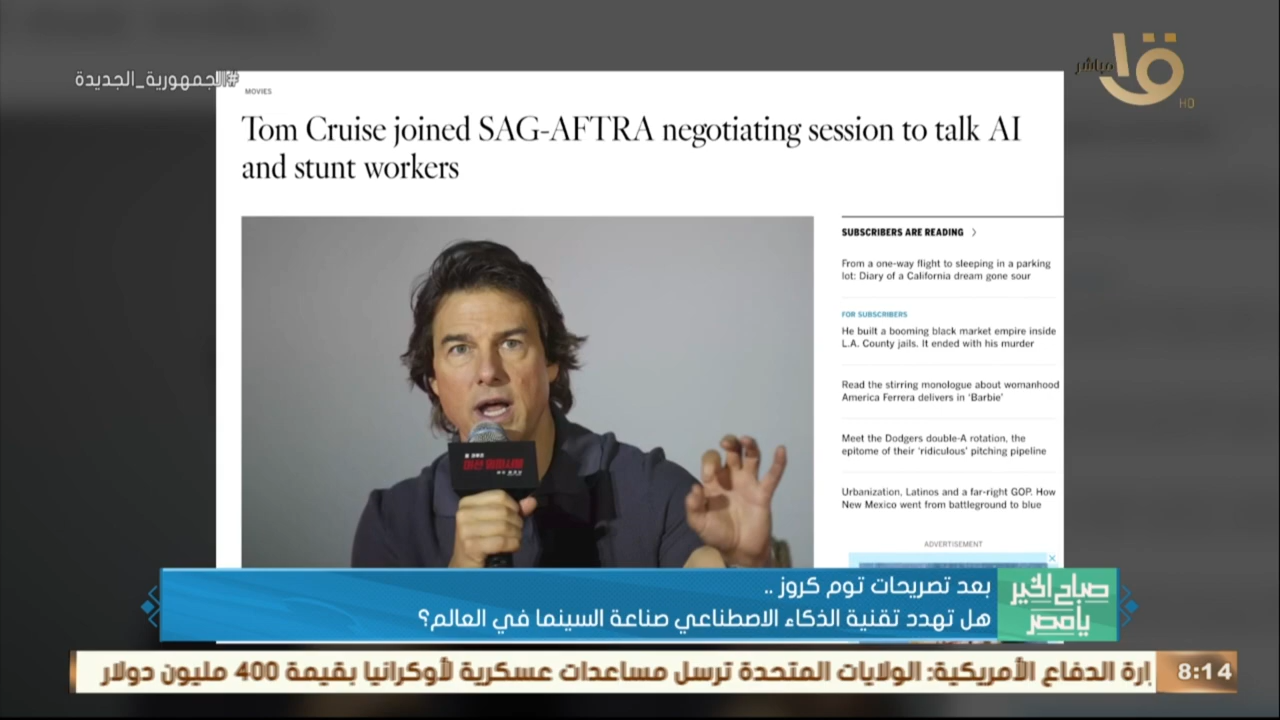 #الجمهورية_الجديدة
مباشر
HD
MOVIES
Tom Cruise joined SAG-AFTRA negotiating session to talk AI
and stunt workers
SUBSCRIBERS ARE READING >
From a one-way flight to sleeping in a parking
lot: Diary of a California dream gone sour
FOR SUBSCRIBERS
He built a booming black market empire inside
L.A. County jails. It ended with his murder
Read the stirring monologue about womanhood
America Ferrera delivers in ‘Barbie’
Meet the Dodgers double-A rotation, the
epitome of their ‘ridiculous’ pitching pipeline
Urbanization, Latinos and a far-right GOP. How
New Mexico went from battleground to blue
ADVERTISEMENT
صباح الخير
يا مصر
بعد تصريحات توم كروز ..
هل تهدد تقنية الذكاء الاصطناعي صناعة السينما في العالم؟
إرة الدفاع الأمريكية: الولايات المتحدة ترسل مساعدات عسكرية لأوكرانيا بقيمة 400 مليون دولار
8:14